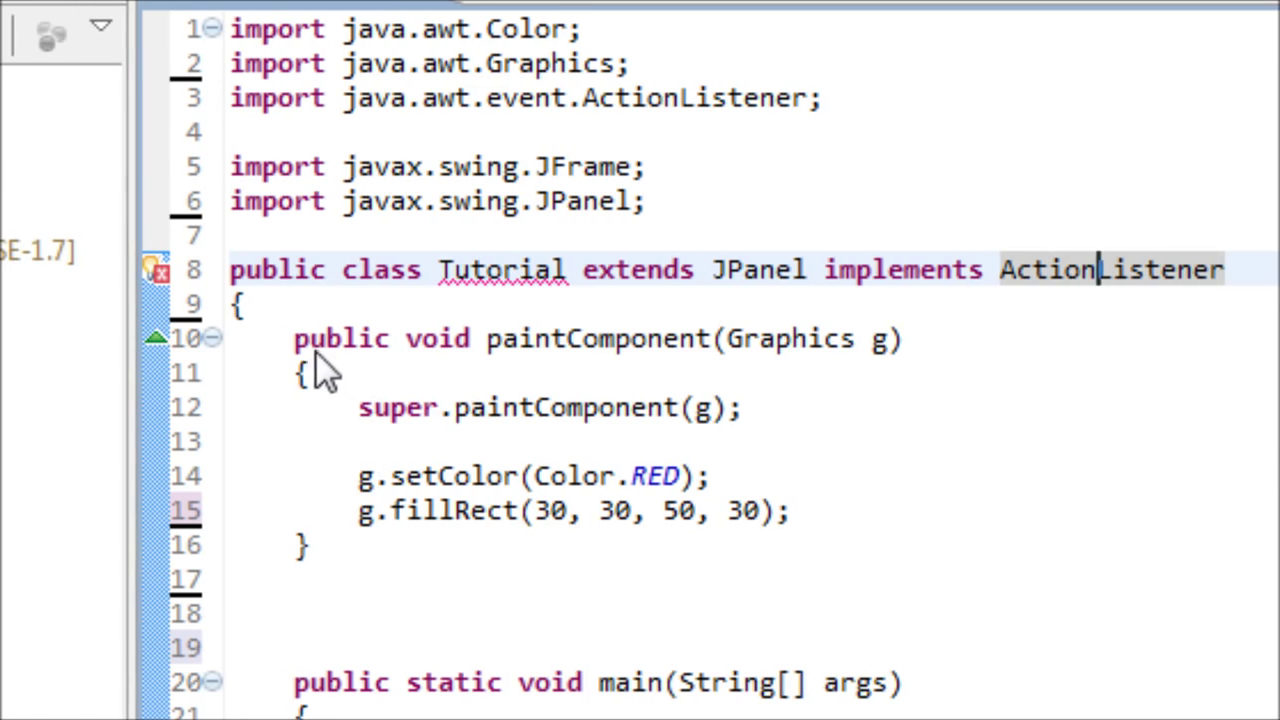 1 import java.awt.Color;
2 import java.awt.Graphics;
3 import java.awt.event.ActionListener;
4
5 import javax.swing.JFrame;
6 import javax.swing.JPanel;
7
SE-1.7]
8 public class Tutorial extends JPanel implements ActionListener
9 {
10 public void paintComponent(Graphics g)
11 {
12 super.paintComponent(g);
13
14 g.setColor(Color.RED);
15 g.fillRect(30, 30, 50, 30);
16 }
17
18
19
20 public static void main(String[] args)
21 {